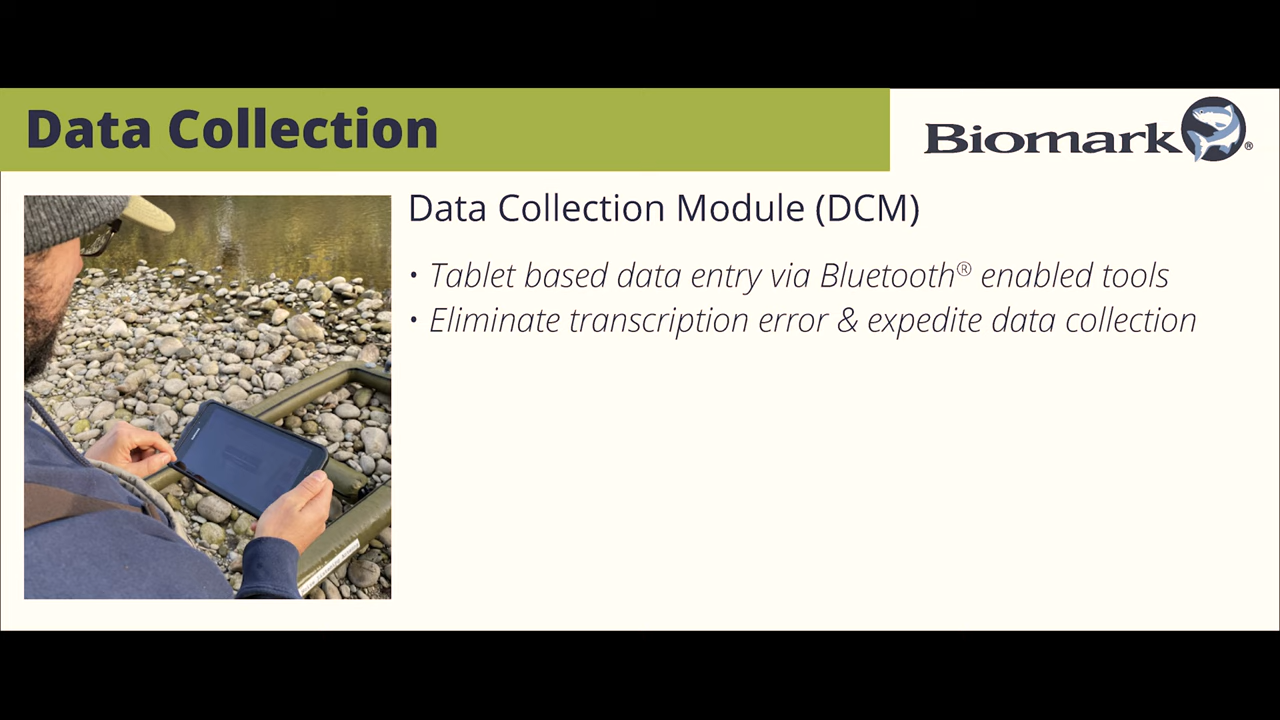 Data Collection
Biomark®
Data Collection Module (DCM)
• Tablet based data entry via Bluetooth® enabled tools
• Eliminate transcription error & expedite data collection